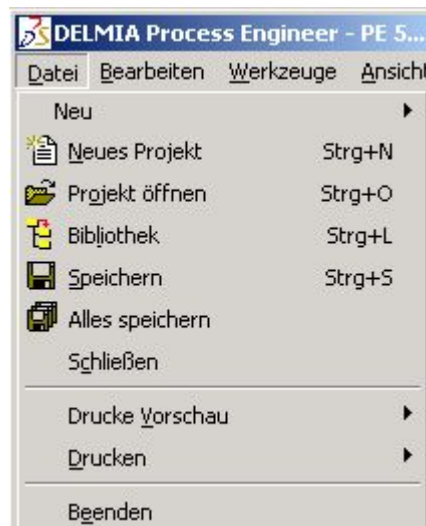 DELMIA Process Engineer - PE 5...
Datei Bearbeiten Werkzeuge Ansicht
Neu
Neues Projekt Strg+N
Projekt öffnen Strg+O
Bibliothek Strg+L
Speichern Strg+S
Alles speichern
Schließen
Drucke Vorschau
Drucken
Beenden